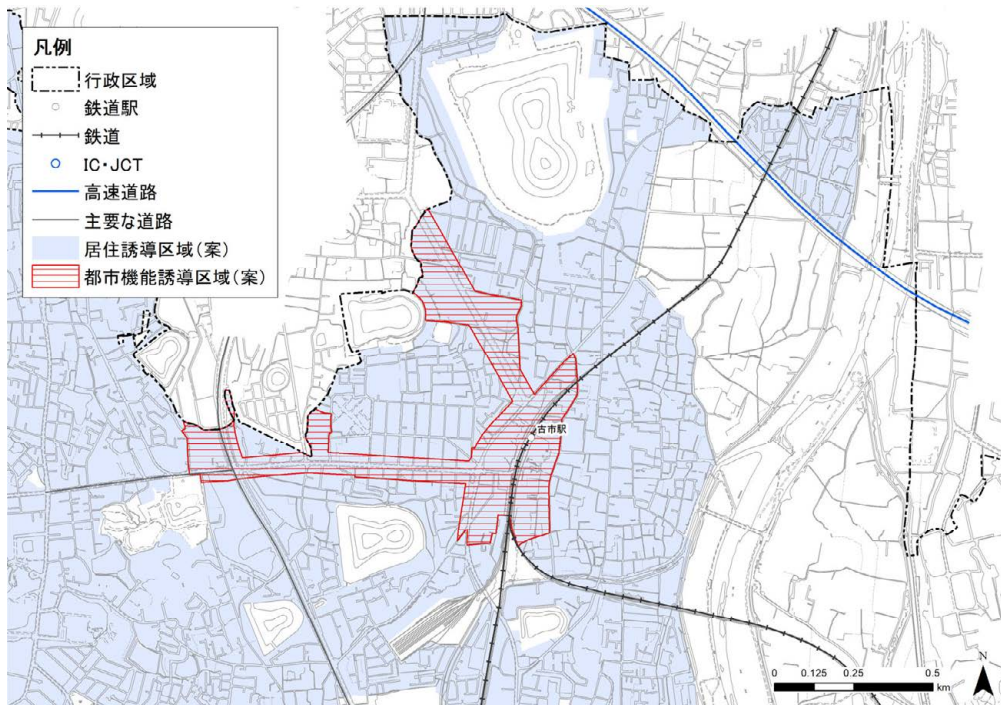 凡例
行政区域
鉄道駅
鉄道
IC・JCT
高速道路
主要な道路
居住誘導区域(案)
都市機能誘導区域(案)
古市駅
N
0 0.125 0.25 0.5
km